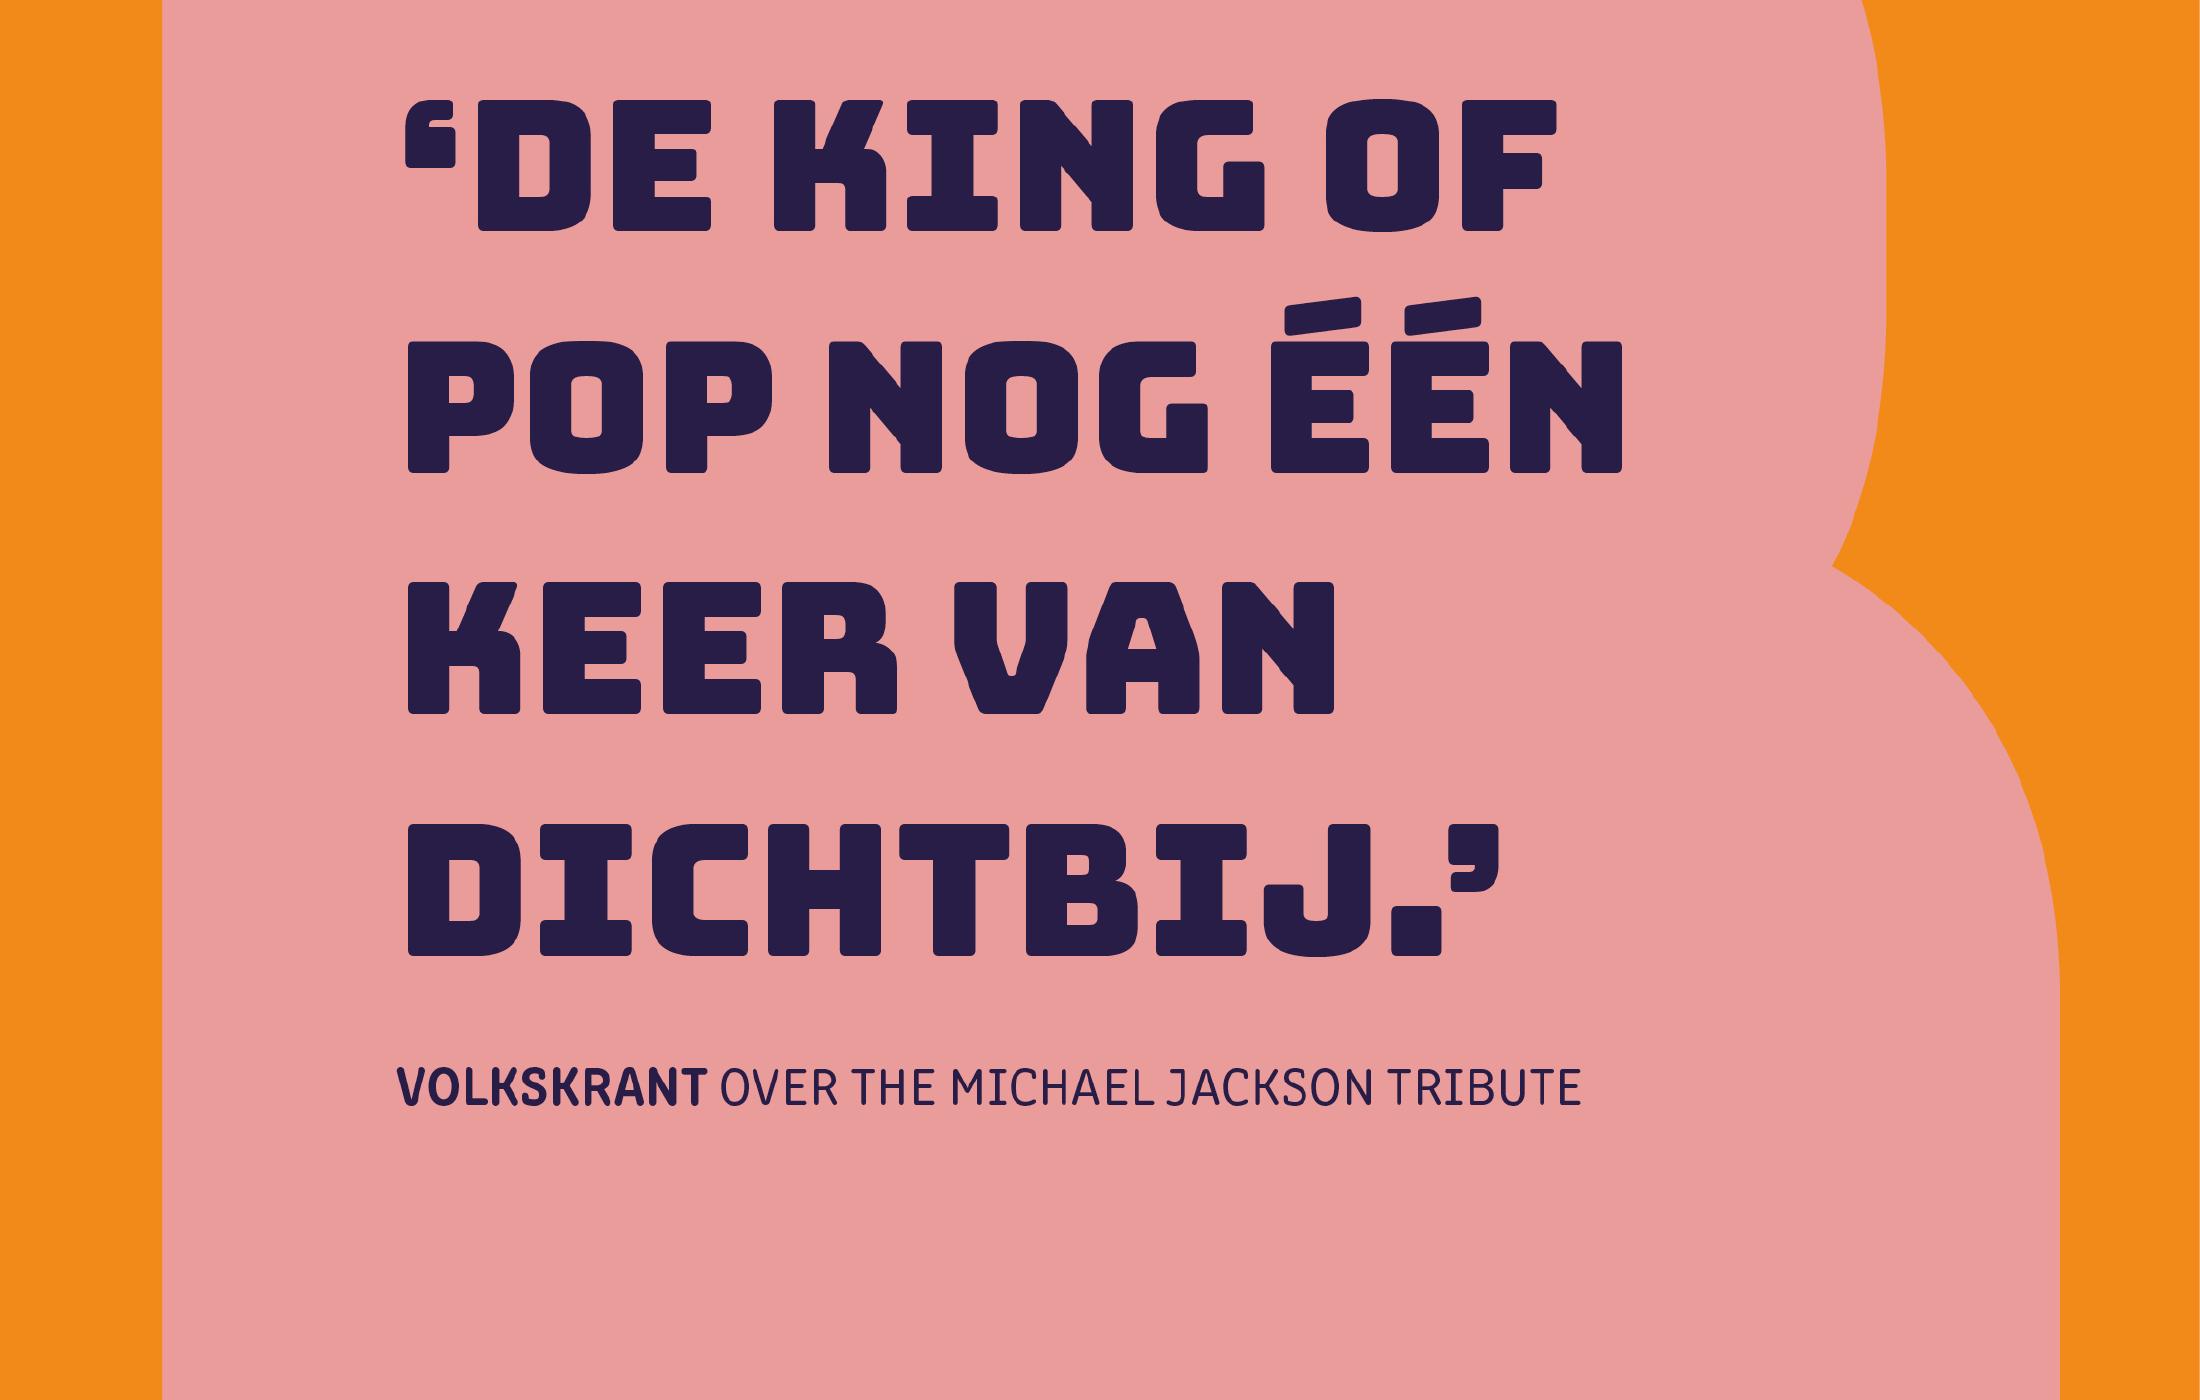 ‘DE KING OF
POP NOG ÉÉN
KEER VAN
DICHTBIJ.’
VOLKSKRANT OVER THE MICHAEL JACKSON TRIBUTE